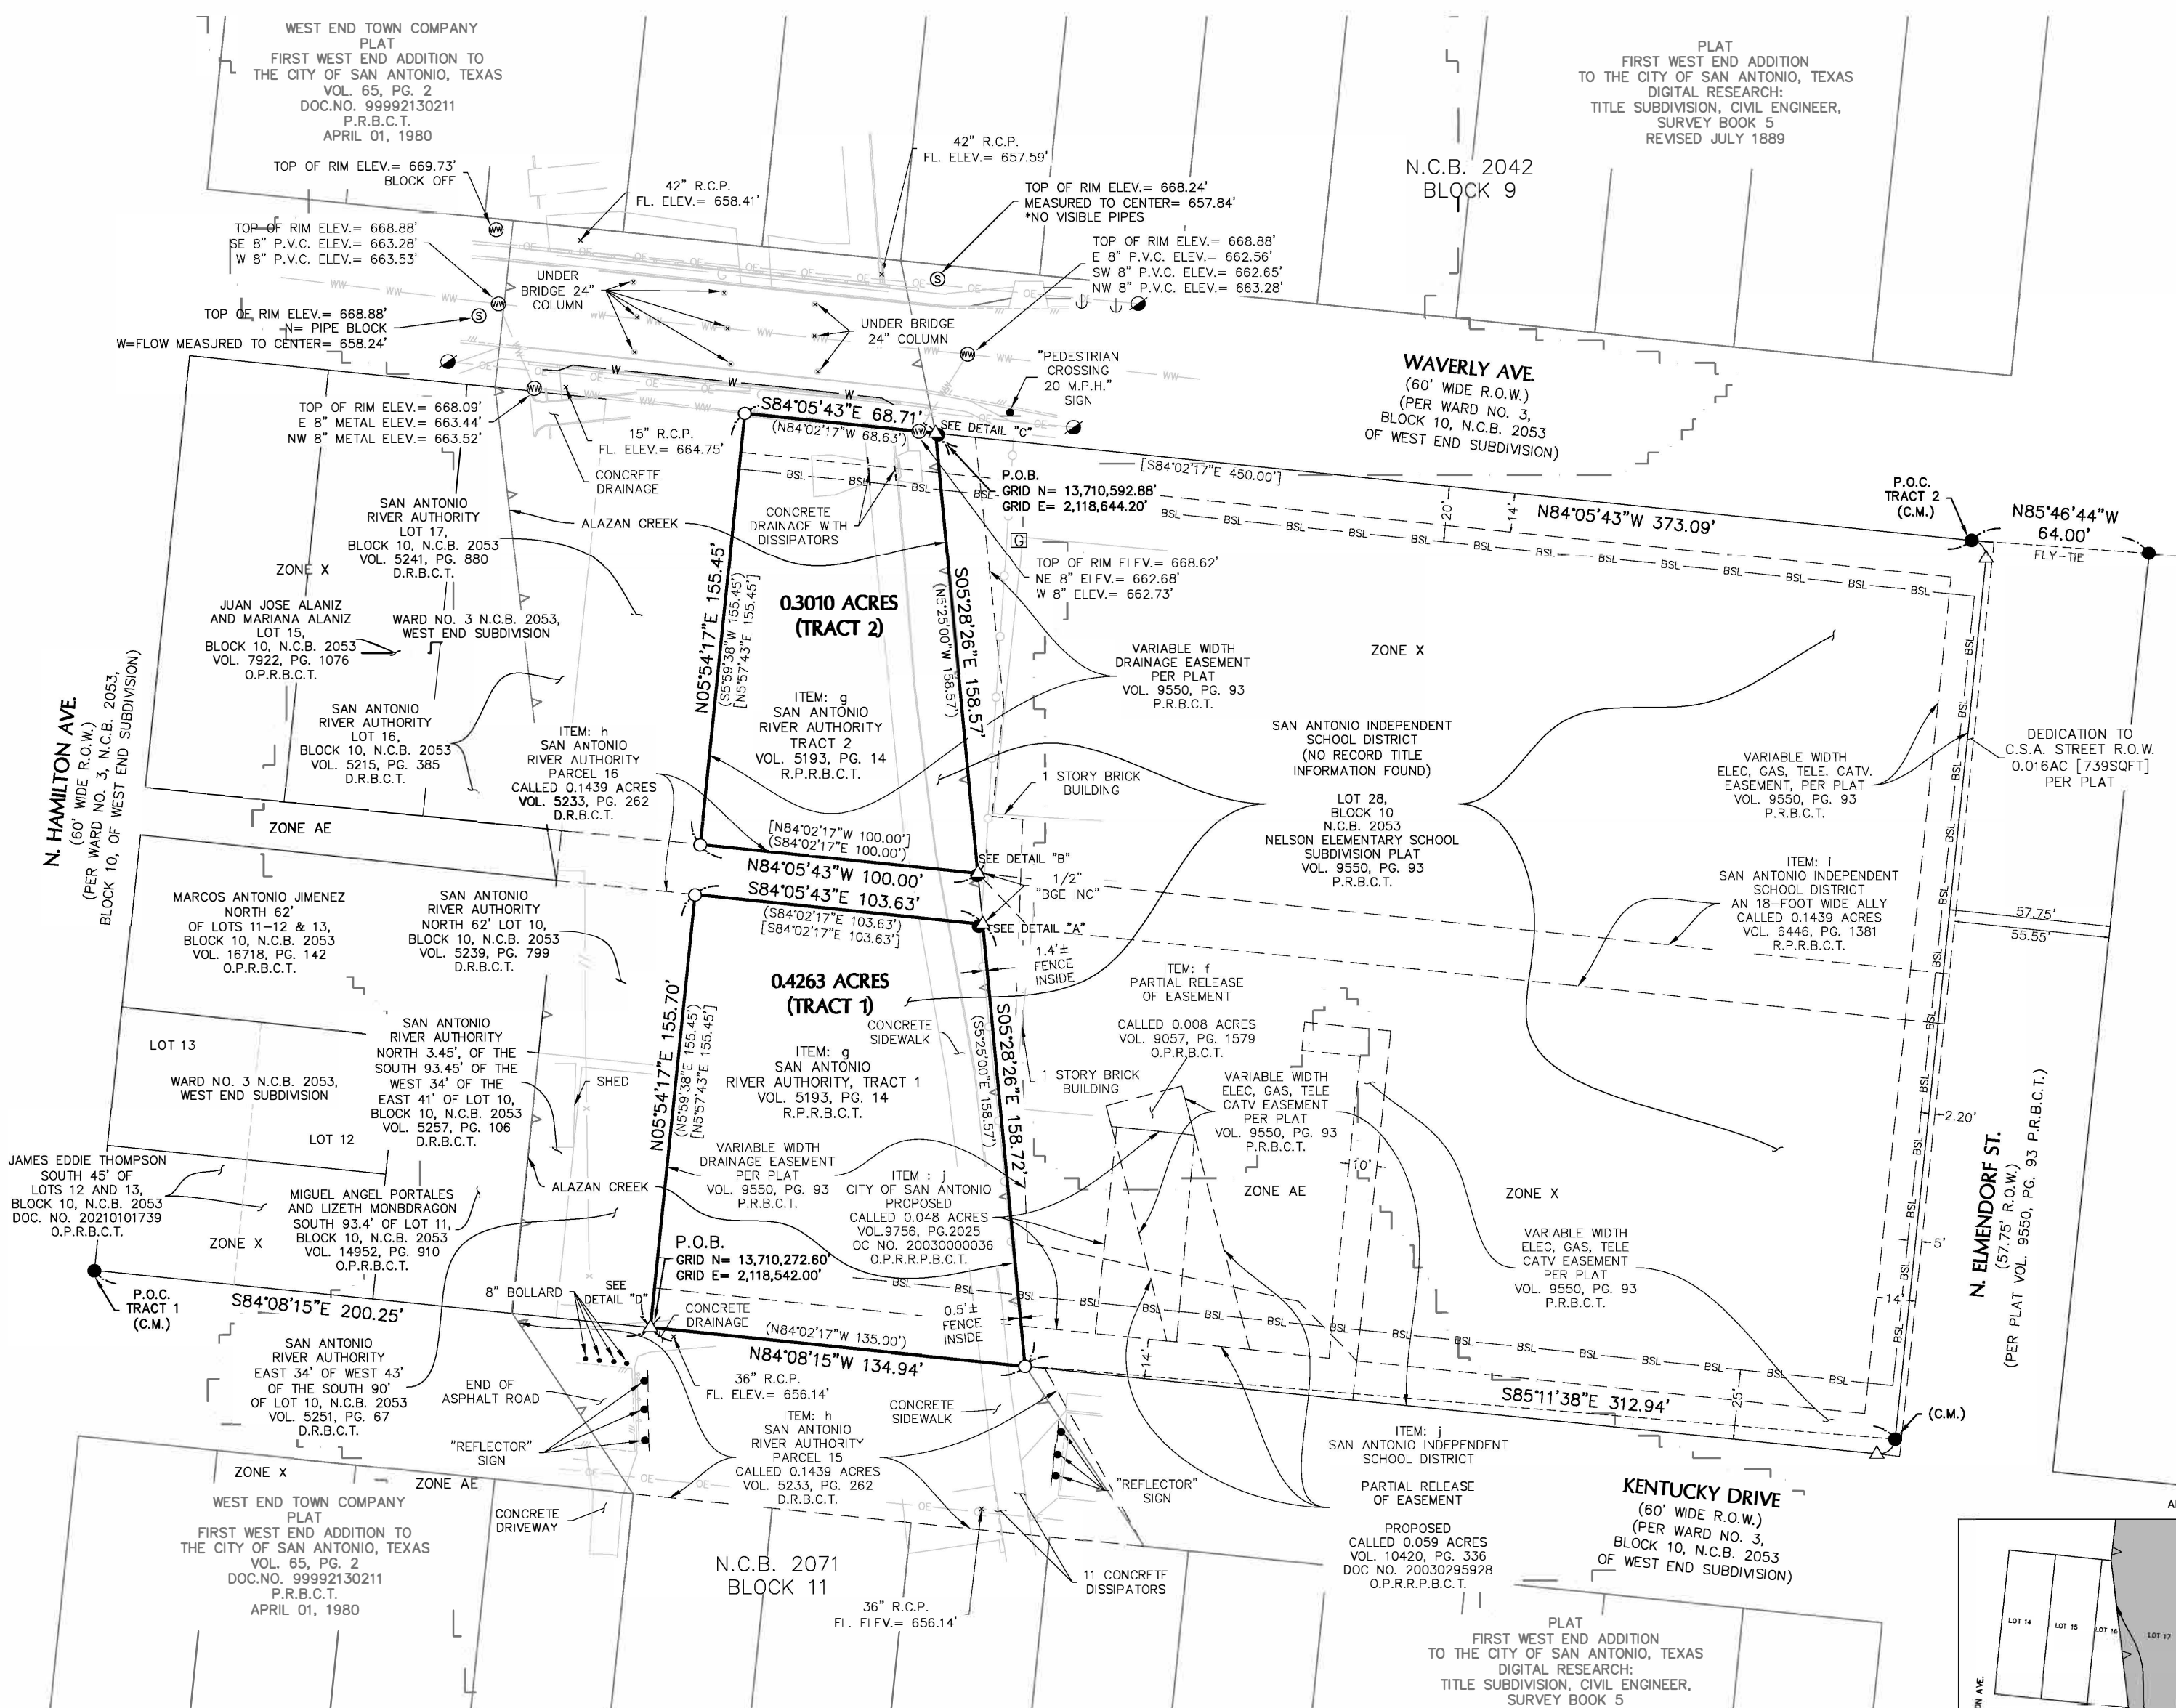 WEST END TOWN COMPANY
PLAT
FIRST WEST END ADDITION TO
THE CITY OF SAN ANTONIO, TEXAS
VOL. 65, PG. 2
DOC.NO. 99992130211
P.R.B.C.T.
APRIL 01, 1980
PLAT
FIRST WEST END ADDITION
TO THE CITY OF SAN ANTONIO, TEXAS
DIGITAL RESEARCH:
TITLE SUBDIVISION, CIVIL ENGINEER,
SURVEY BOOK 5
REVISED JULY 1889
N.C.B. 2042
BLOCK 9
TOP OF RIM ELEV.= 669.73'
BLOCK OFF
42" R.C.P.
FL. ELEV.= 658.41'
42" R.C.P.
FL. ELEV.= 657.59'
TOP OF RIM ELEV.= 668.24'
MEASURED TO CENTER= 657.84'
*NO VISIBLE PIPES
TOP OF RIM ELEV.= 668.88'
SE 8" P.V.C. ELEV.= 663.28'
W 8" P.V.C. ELEV.= 663.53'
TOP OF RIM ELEV.= 668.88'
E 8" P.V.C. ELEV.= 662.56'
SW 8" P.V.C. ELEV.= 662.65'
NW 8" P.V.C. ELEV.= 663.28'
UNDER
BRIDGE 24"
COLUMN
TOP OF RIM ELEV.= 668.88'
N= PIPE BLOCK
W=FLOW MEASURED TO CENTER= 658.24'
UNDER BRIDGE
24" COLUMN
"PEDESTRIAN
CROSSING
20 M.P.H."
SIGN
WAVERLY AVE.
(60' WIDE R.O.W.)
(PER WARD NO. 3,
BLOCK 10, N.C.B. 2053
OF WEST END SUBDIVISION)
TOP OF RIM ELEV.= 668.09'
E 8" METAL ELEV.= 663.44'
NW 8" METAL ELEV.= 663.52'
15" R.C.P.
FL. ELEV.= 664.75'
CONCRETE
DRAINAGE
S84°05'43"E 68.71'
(N84°02'17"W 68.63')
SEE DETAIL "C"
P.O.B.
GRID N= 13,710,592.88'
GRID E= 2,118,644.20'
[S84°02'17"E 450.00']
20'
14'
N84°05'43"W 373.09'
P.O.C.
TRACT 2
(C.M.)
N85°46'44"W
64.00'
FLY-TIE
SAN ANTONIO
RIVER AUTHORITY
LOT 17,
BLOCK 10, N.C.B. 2053
VOL. 5241, PG. 880
D.R.B.C.T.
ALAZAN CREEK
CONCRETE
DRAINAGE WITH
DISSIPATORS
G
TOP OF RIM ELEV.= 668.62'
NE 8" ELEV.= 662.68'
W 8" ELEV.= 662.73'
ZONE X
JUAN JOSE ALANIZ
AND MARIANA ALANIZ
LOT 15,
BLOCK 10, N.C.B. 2053
VOL. 7922, PG. 1076
O.P.R.B.C.T.
WARD NO. 3 N.C.B. 2053,
WEST END SUBDIVISION
N05°54'17"E 155.45'
(S5°59'38"W 155.45')
[N5°57'43"E 155.45']
0.3010 ACRES
(TRACT 2)
S05°28'26"E 158.57'
(N5°25'00"W 158.57')
VARIABLE WIDTH
DRAINAGE EASEMENT
PER PLAT
VOL. 9550, PG. 93
P.R.B.C.T.
ZONE X
N. HAMILTON AVE.
(60' WIDE R.O.W.)
(PER WARD NO. 3, N.C.B. 2053,
BLOCK 10, OF WEST END SUBDIVISION)
SAN ANTONIO
RIVER AUTHORITY
LOT 16,
BLOCK 10, N.C.B. 2053
VOL. 5215, PG. 385
D.R.B.C.T.
ITEM: h
SAN ANTONIO
RIVER AUTHORITY
PARCEL 16
CALLED 0.1439 ACRES
VOL. 5233, PG. 262
D.R.B.C.T.
ITEM: g
SAN ANTONIO
RIVER AUTHORITY
TRACT 2
VOL. 5193, PG. 14
R.P.R.B.C.T.
1 STORY BRICK
BUILDING
SAN ANTONIO INDEPENDENT
SCHOOL DISTRICT
(NO RECORD TITLE
INFORMATION FOUND)
LOT 28,
BLOCK 10
N.C.B. 2053
NELSON ELEMENTARY SCHOOL
SUBDIVISION PLAT
VOL. 9550, PG. 93
P.R.B.C.T.
VARIABLE WIDTH
ELEC, GAS, TELE. CATV.
EASEMENT, PER PLAT
VOL. 9550, PG. 93
P.R.B.C.T.
DEDICATION TO
C.S.A. STREET R.O.W.
0.016AC [739SQFT]
PER PLAT
ZONE AE
[N84°02'17"W 100.00']
(S84°02'17"E 100.00')
N84°05'43"W 100.00'
SEE DETAIL "B"
1/2"
"BGE INC"
S84°05'43"E 103.63'
(S84°02'17"E 103.63')
[S84°02'17"E 103.63']
SEE DETAIL "A"
ITEM: i
SAN ANTONIO INDEPENDENT
SCHOOL DISTRICT
AN 18-FOOT WIDE ALLY
CALLED 0.1439 ACRES
VOL. 6446, PG. 1381
R.P.R.B.C.T.
57.75'
55.55'
MARCOS ANTONIO JIMENEZ
NORTH 62'
OF LOTS 11-12 & 13,
BLOCK 10, N.C.B. 2053
VOL. 16718, PG. 142
O.P.R.B.C.T.
SAN ANTONIO
RIVER AUTHORITY
NORTH 62' LOT 10,
BLOCK 10, N.C.B. 2053
VOL. 5239, PG. 799
D.R.B.C.T.
1.4'±
FENCE
INSIDE
0.4263 ACRES
(TRACT 1)
N05°54'17"E 155.70'
(N5°59'38"E 155.45')
[N5°57'43"E 155.45']
CONCRETE
SIDEWALK
S05°28'26"E 158.72'
(S5°25'00"E 158.57')
ITEM: f
PARTIAL RELEASE
OF EASEMENT
CALLED 0.008 ACRES
VOL. 9057, PG. 1579
O.P.R.B.C.T.
SAN ANTONIO
RIVER AUTHORITY
NORTH 3.45', OF THE
SOUTH 93.45' OF THE
WEST 34' OF THE
EAST 41' OF LOT 10,
BLOCK 10, N.C.B. 2053
VOL. 5257, PG. 106
D.R.B.C.T.
LOT 13
WARD NO. 3 N.C.B. 2053,
WEST END SUBDIVISION
LOT 12
SHED
ITEM: g
SAN ANTONIO
RIVER AUTHORITY, TRACT 1
VOL. 5193, PG. 14
R.P.R.B.C.T.
1 STORY BRICK
BUILDING
VARIABLE WIDTH
ELEC, GAS, TELE
CATV EASEMENT
PER PLAT
VOL. 9550, PG. 93
P.R.B.C.T.
10'
2.20'
JAMES EDDIE THOMPSON
SOUTH 45' OF
LOTS 12 AND 13,
BLOCK 10, N.C.B. 2053
DOC. NO. 20210101739
O.P.R.B.C.T.
ZONE X
MIGUEL ANGEL PORTALES
AND LIZETH MONBDRAGON
SOUTH 93.4' OF LOT 11,
BLOCK 10, N.C.B. 2053
VOL. 14952, PG. 910
O.P.R.B.C.T.
ALAZAN CREEK
VARIABLE WIDTH
DRAINAGE EASEMENT
PER PLAT
VOL. 9550, PG. 93
P.R.B.C.T.
ITEM : j
CITY OF SAN ANTONIO
PROPOSED
CALLED 0.048 ACRES
VOL.9756, PG.2025
OC NO. 20030000036
O.P.R.R.P.B.C.T.
ZONE AE
ZONE X
VARIABLE WIDTH
ELEC, GAS, TELE
CATV EASEMENT
PER PLAT
VOL. 9550, PG. 93
P.R.B.C.T.
5'
14'
N. ELMENDORF ST.
(57.75' R.O.W.)
(PER PLAT VOL. 9550, PG. 93 P.R.B.C.T.)
P.O.B.
GRID N= 13,710,272.60'
GRID E= 2,118,542.00'
P.O.C.
TRACT 1
(C.M.)
S84°08'15"E 200.25'
8" BOLLARD
SEE
DETAIL "D"
CONCRETE
DRAINAGE
(N84°02'17"W 135.00')
N84°08'15"W 134.94'
0.5'±
FENCE
INSIDE
14'
S85°11'38"E 312.94'
25'
(C.M.)
SAN ANTONIO
RIVER AUTHORITY
EAST 34' OF WEST 43'
OF THE SOUTH 90'
OF LOT 10, N.C.B. 2053
VOL. 5251, PG. 67
D.R.B.C.T.
END OF
ASPHALT ROAD
36" R.C.P.
FL. ELEV.= 656.14'
"REFLECTOR"
SIGN
ITEM: h
SAN ANTONIO
RIVER AUTHORITY
PARCEL 15
CALLED 0.1439 ACRES
VOL. 5233, PG. 262
D.R.B.C.T.
CONCRETE
SIDEWALK
"REFLECTOR"
SIGN
ITEM: j
SAN ANTONIO INDEPENDENT
SCHOOL DISTRICT
PARTIAL RELEASE
OF EASEMENT
PROPOSED
CALLED 0.059 ACRES
VOL. 10420, PG. 336
DOC NO. 20030295928
O.P.R.R.P.B.C.T.
KENTUCKY DRIVE
(60' WIDE R.O.W.)
(PER WARD NO. 3,
BLOCK 10, N.C.B. 2053
OF WEST END SUBDIVISION)
ZONE X
ZONE AE
WEST END TOWN COMPANY
PLAT
FIRST WEST END ADDITION TO
THE CITY OF SAN ANTONIO, TEXAS
VOL. 65, PG. 2
DOC.NO. 99992130211
P.R.B.C.T.
APRIL 01, 1980
CONCRETE
DRIVEWAY
N.C.B. 2071
BLOCK 11
11 CONCRETE
DISSIPATORS
36" R.C.P.
FL. ELEV.= 656.14'
PLAT
FIRST WEST END ADDITION
TO THE CITY OF SAN ANTONIO, TEXAS
DIGITAL RESEARCH:
TITLE SUBDIVISION, CIVIL ENGINEER,
SURVEY BOOK 5
LOT 14
LOT 15
LOT 16
LOT 17